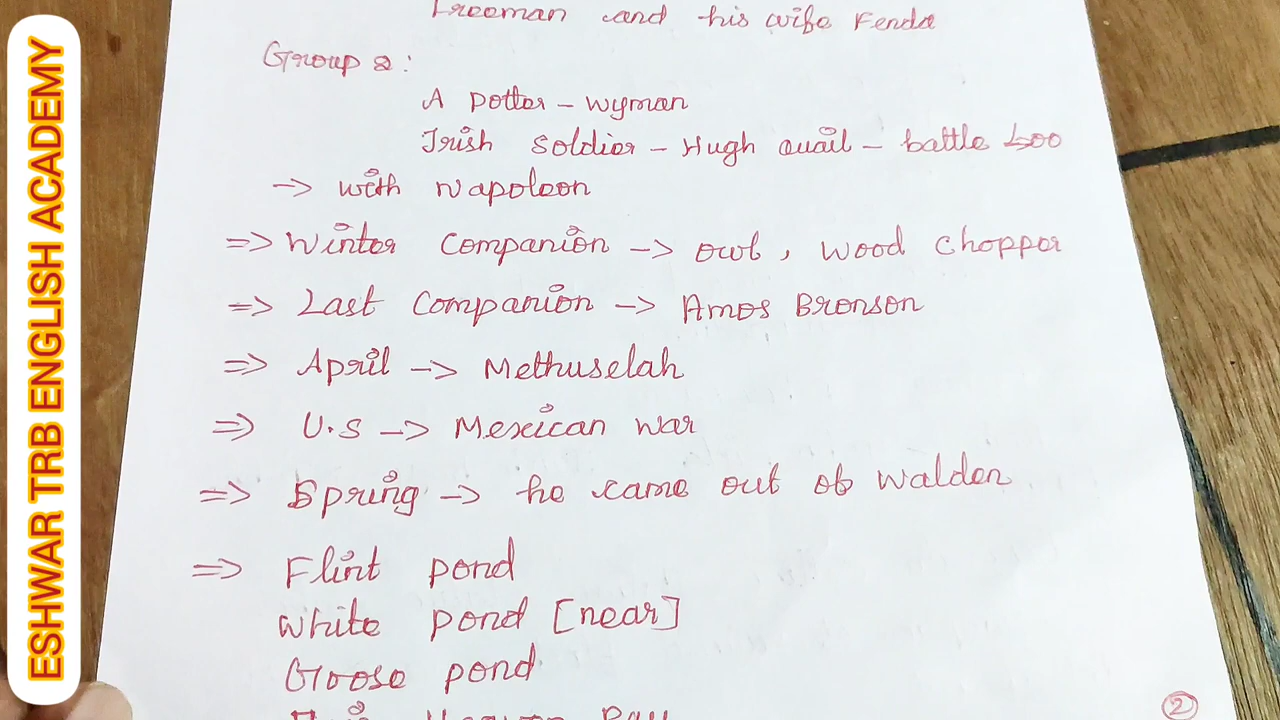 Freeman and his wife Fenda
Group 2:
A potter - wyman
Irish Soldier - Hugh quail - battle Loo
-> with Napoleon
=> Winter Companion -> owl, wood chopper
=> Last Companion -> Amos Bronson
=> April -> Methuselah
=> U.S -> Mexican war
=> Spring -> he came out of walden
=> Flint pond
White pond [near]
Goose pond
2
ESHWAR TRB ENGLISH ACADEMY